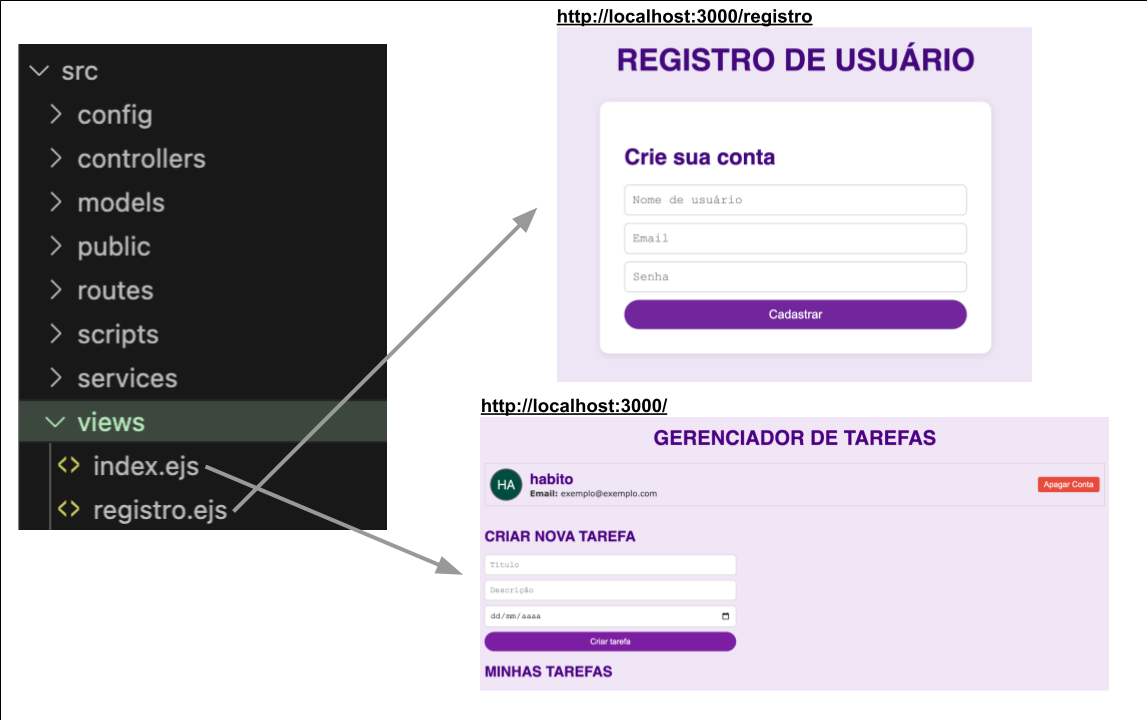 src
config
controllers
models
public
routes
scripts
services
views
index.ejs
registro.ejs
http://localhost:3000/registro
REGISTRO DE USUÁRIO
Crie sua conta
Nome de usuário
Email
Senha
Cadastrar
http://localhost:3000/
GERENCIADOR DE TAREFAS
HA
habito
Email: exemplo@exemplo.com
Apagar Conta
CRIAR NOVA TAREFA
Título
Descrição
dd/mm/aaaa
Criar tarefa
MINHAS TAREFAS